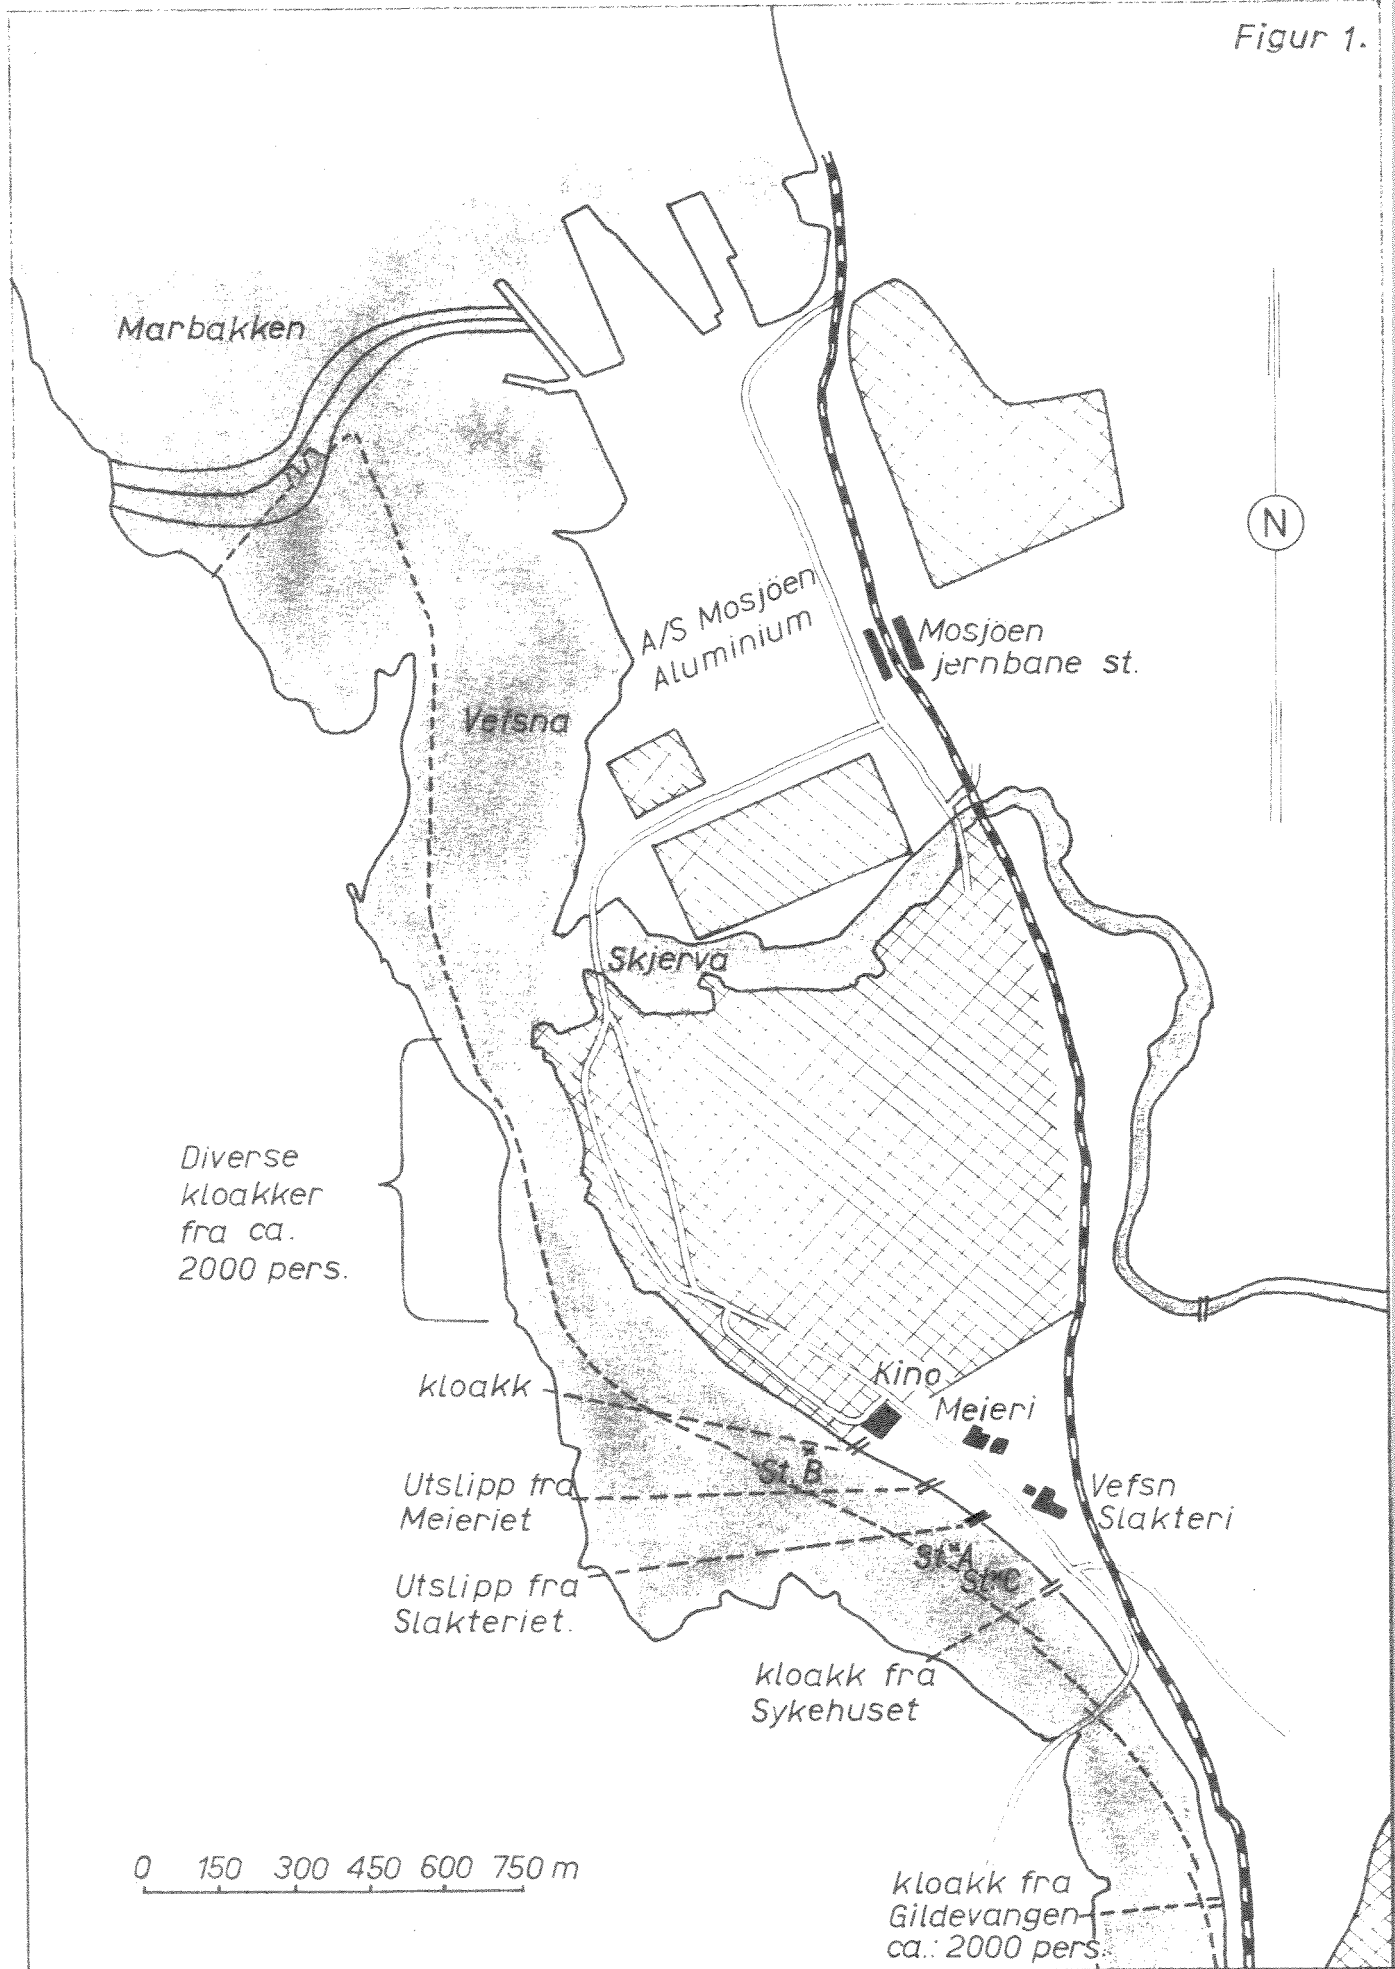 Figur 1.
Marbakken
N
A/S Mosjöen
Aluminium
Mosjöen
jernbane st.
Vefsna
Skjerva
Diverse
kloakker
fra ca.
2000 pers.
Kino
kloakk
Meieri
St. B
Utslipp fra
Meieriet
Vefsn
Slakteri
St. A
St. C
Utslipp fra
Slakteriet.
kloakk fra
Sykehuset
0 150 300 450 600 750 m
kloakk fra
Gildevangen
ca.: 2000 pers.